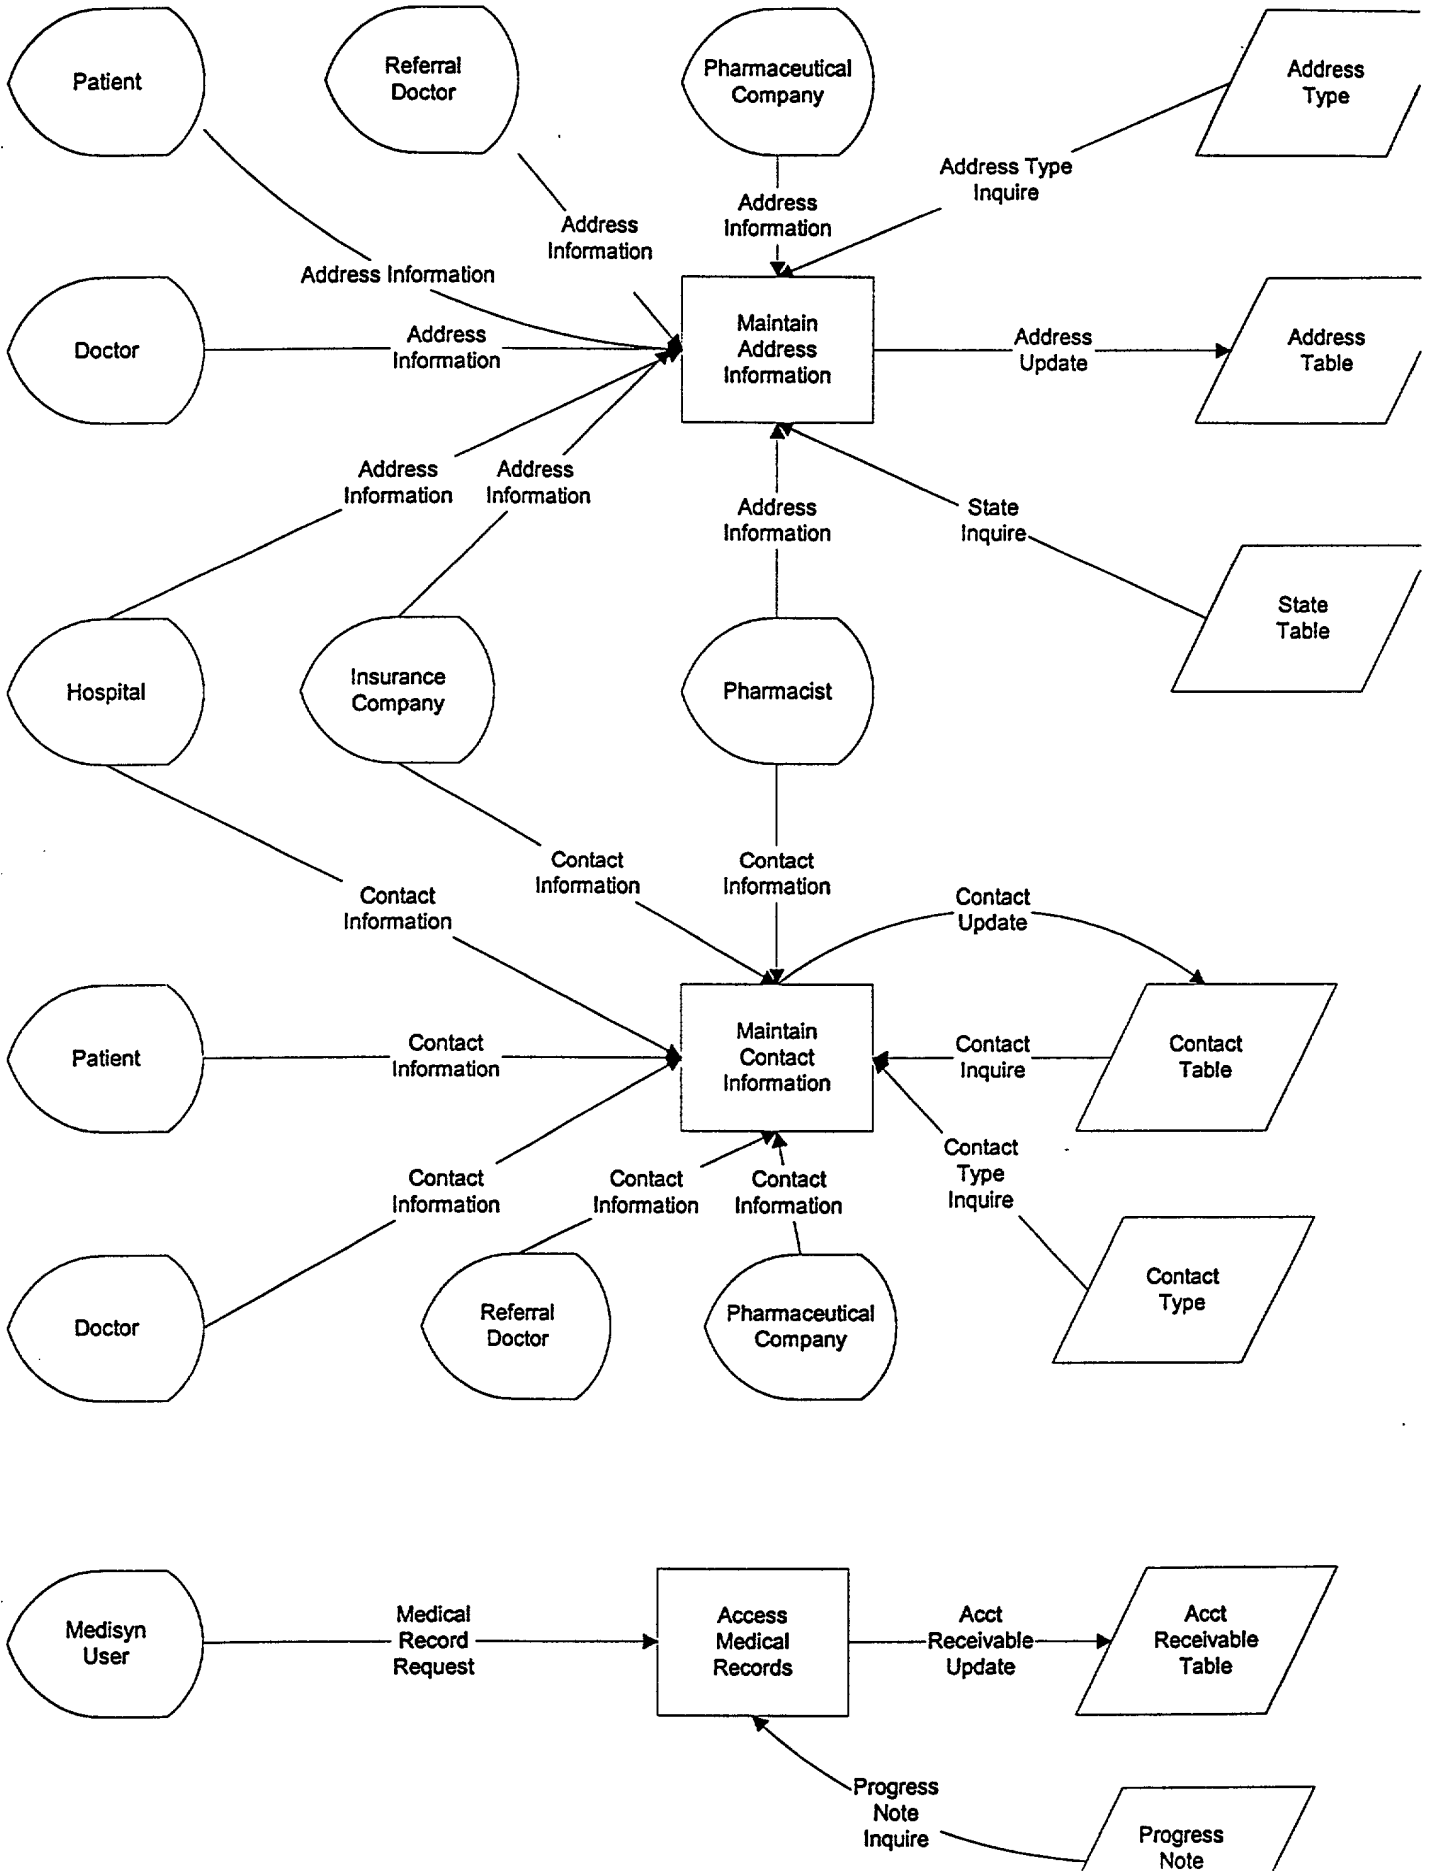 Patient
Referral
Doctor
Pharmaceutical
Company
Address
Type
Address Type
Inquire
Address
Information
Address
Information
Address Information
Doctor
Address
Information
Maintain
Address
Information
Address
Update
Address
Table
Address
Information
Address
Information
Address
Information
State
Inquire
State
Table
Hospital
Insurance
Company
Pharmacist
Contact
Information
Contact
Information
Contact
Information
Contact
Update
Patient
Contact
Information
Maintain
Contact
Information
Contact
Inquire
Contact
Table
Contact
Information
Contact
Information
Contact
Information
Contact
Type
Inquire
Doctor
Referral
Doctor
Pharmaceutical
Company
Contact
Type
Medisyn
User
Medical
Record
Request
Access
Medical
Records
Acct
Receivable
Update
Acct
Receivable
Table
Progress
Note
Inquire
Progress
Note